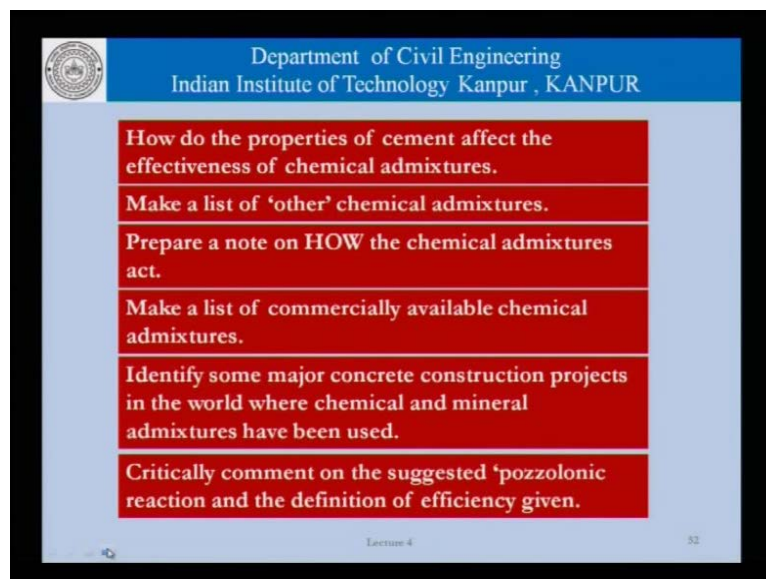 Department of Civil Engineering
Indian Institute of Technology Kanpur , KANPUR
How do the properties of cement affect the
effectiveness of chemical admixtures.
Make a list of ‘other’ chemical admixtures.
Prepare a note on HOW the chemical admixtures
act.
Make a list of commercially available chemical
admixtures.
Identify some major concrete construction projects
in the world where chemical and mineral
admixtures have been used.
Critically comment on the suggested ‘pozzolonic
reaction and the definition of efficiency given.
Lecture 4
52